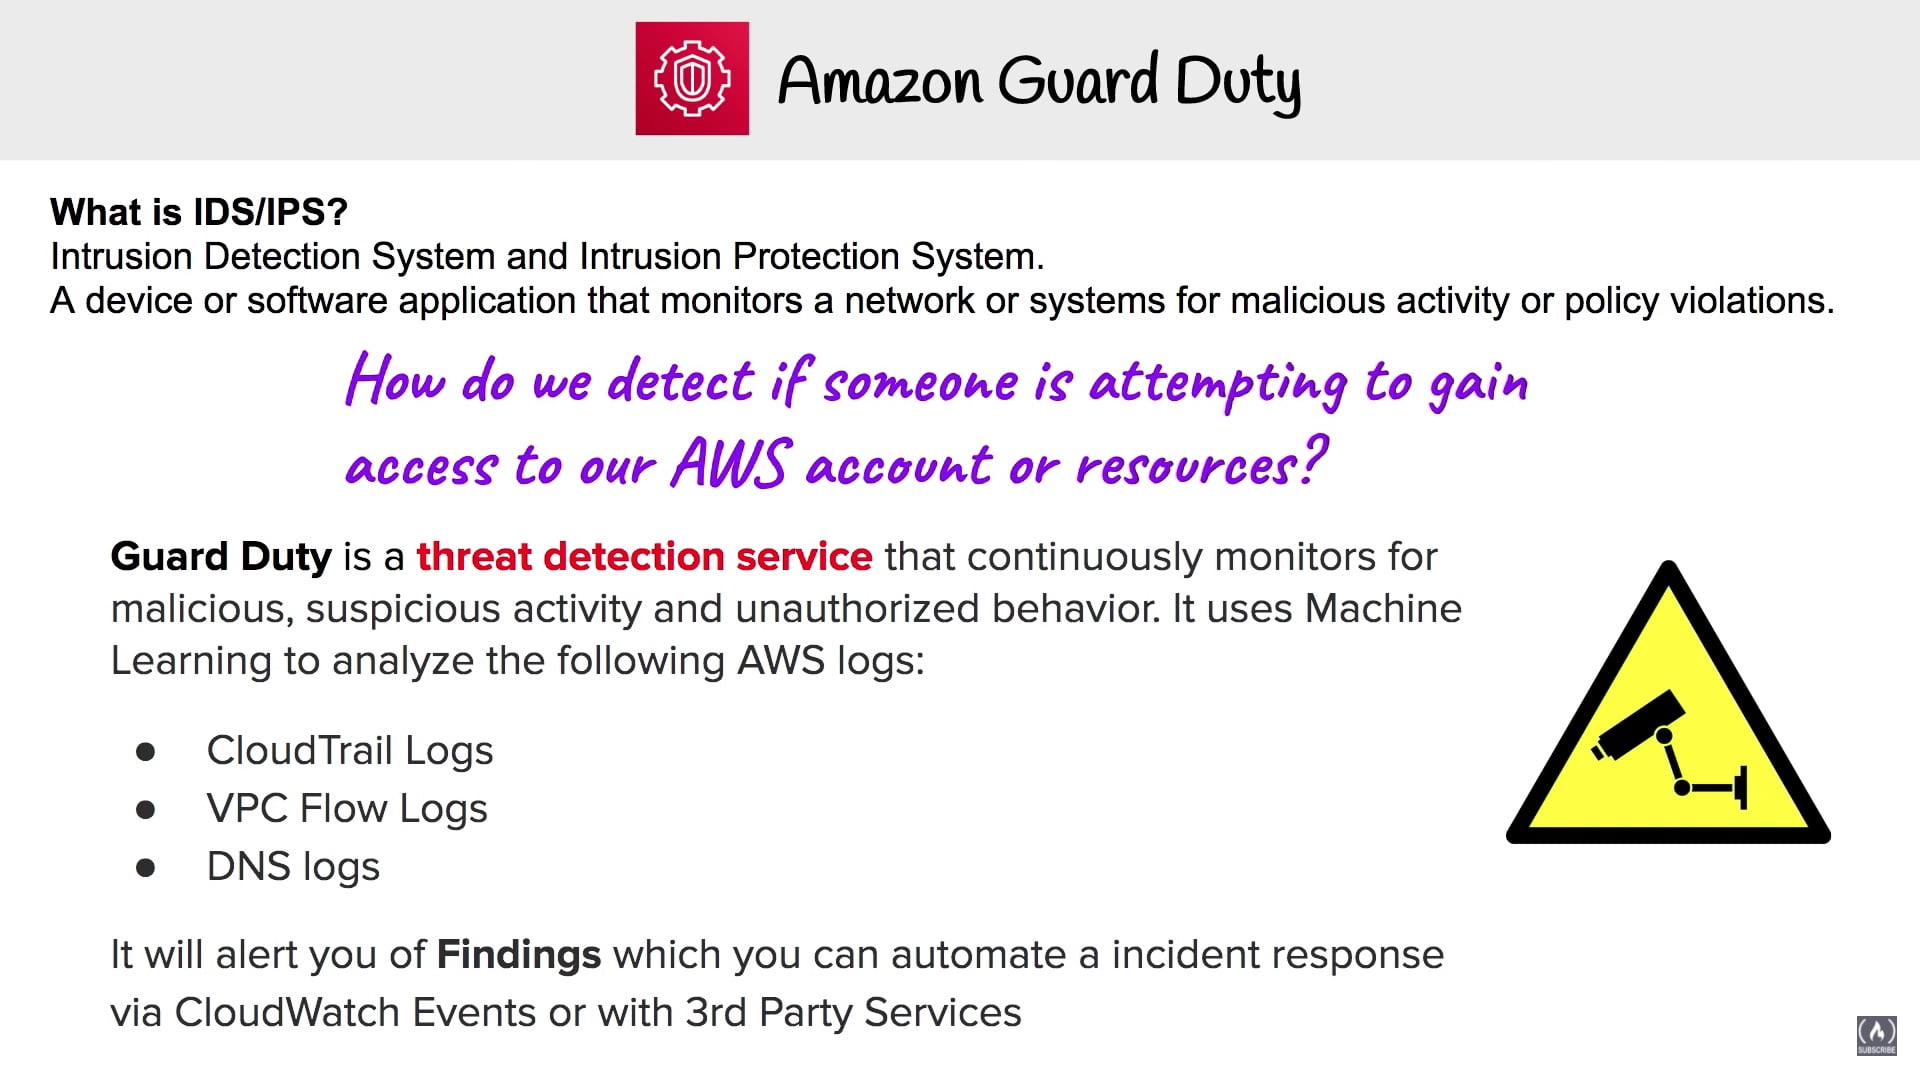 Amazon Guard Duty
What is IDS/IPS?
Intrusion Detection System and Intrusion Protection System.
A device or software application that monitors a network or systems for malicious activity or policy violations.
How do we detect if someone is attempting to gain
access to our AWS account or resources?
Guard Duty is a threat detection service that continuously monitors for
malicious, suspicious activity and unauthorized behavior. It uses Machine
Learning to analyze the following AWS logs:
● CloudTrail Logs
● VPC Flow Logs
● DNS logs
It will alert you of Findings which you can automate a incident response
via CloudWatch Events or with 3rd Party Services
SUBSCRIBE